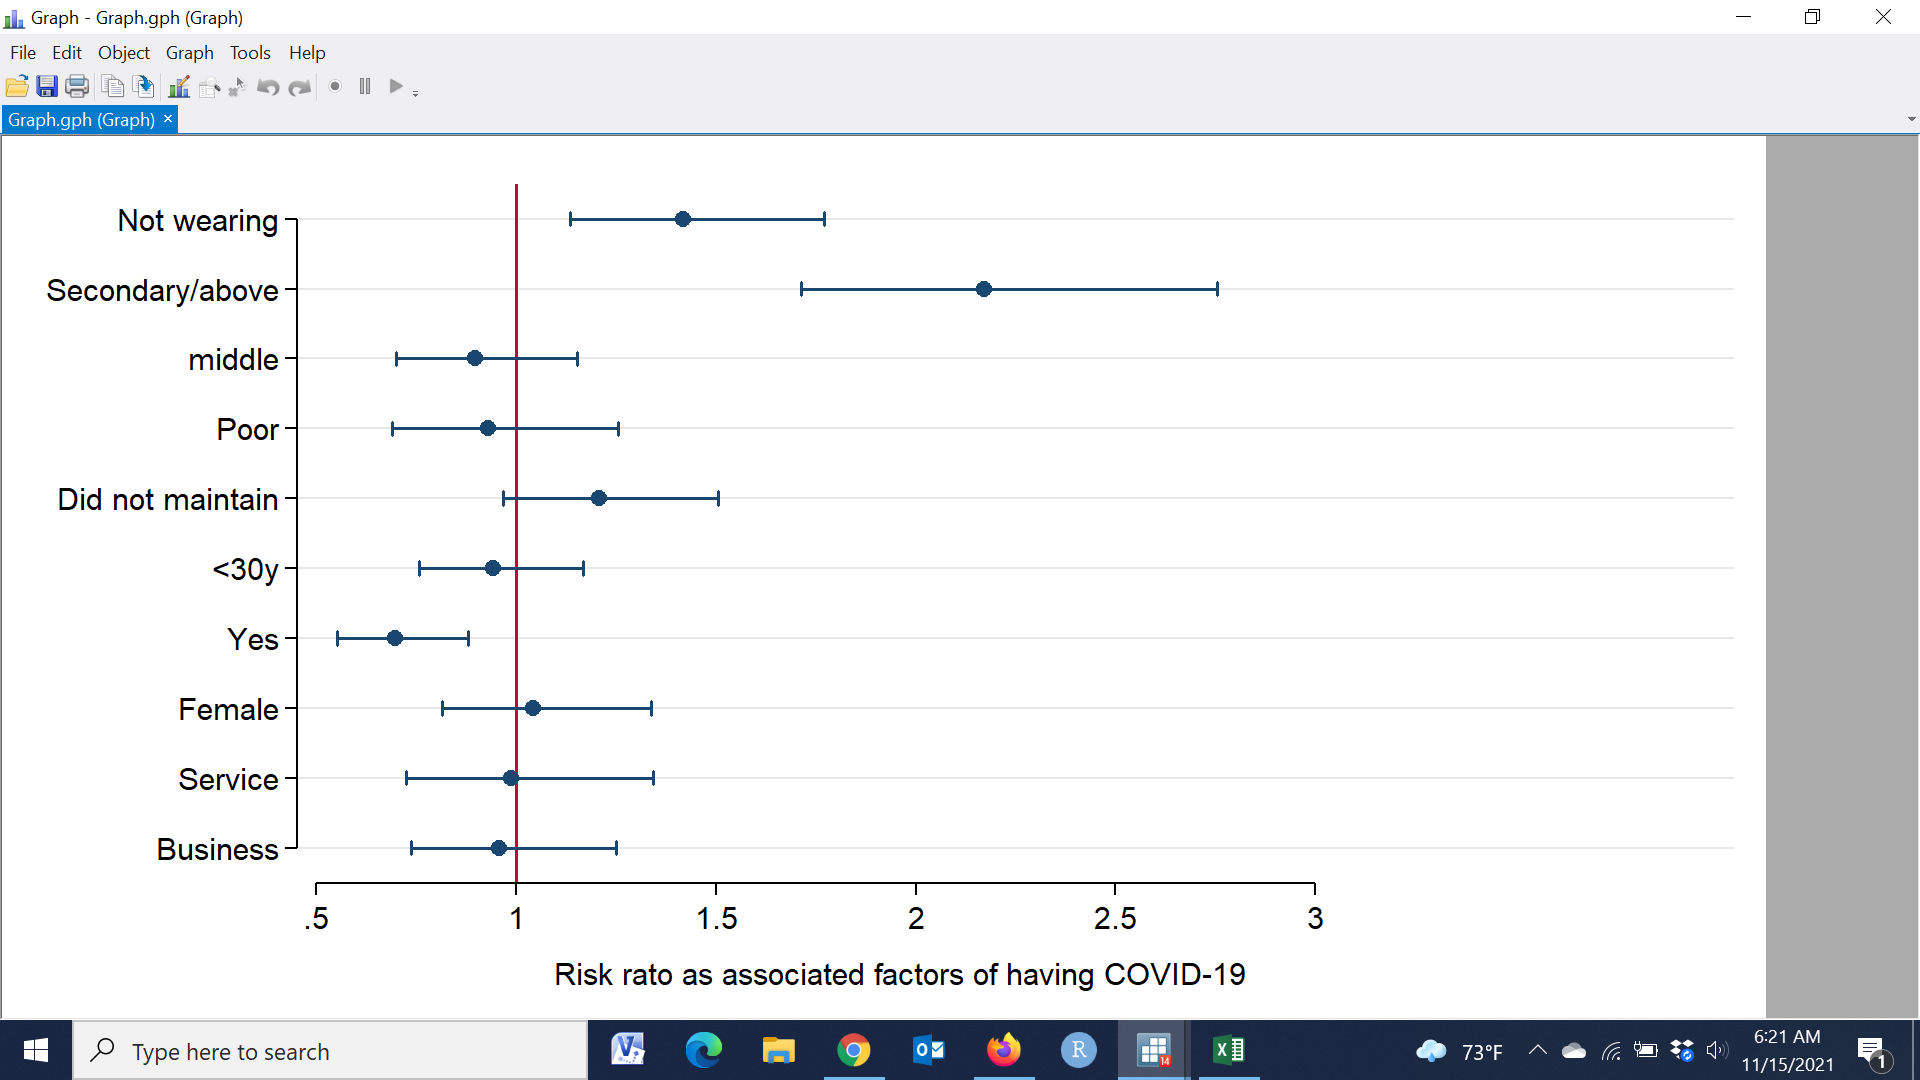 Graph - Graph.gph (Graph)
File Edit Object Graph Tools Help
Graph.gph (Graph) ×
Not wearing
Secondary/above
middle
Poor
Did not maintain
<30y
Yes
Female
Service
Business
.5 1 1.5 2 2.5 3
Risk rato as associated factors of having COVID-19
Type here to search
73°F
6:21 AM
11/15/2021
1
14
R